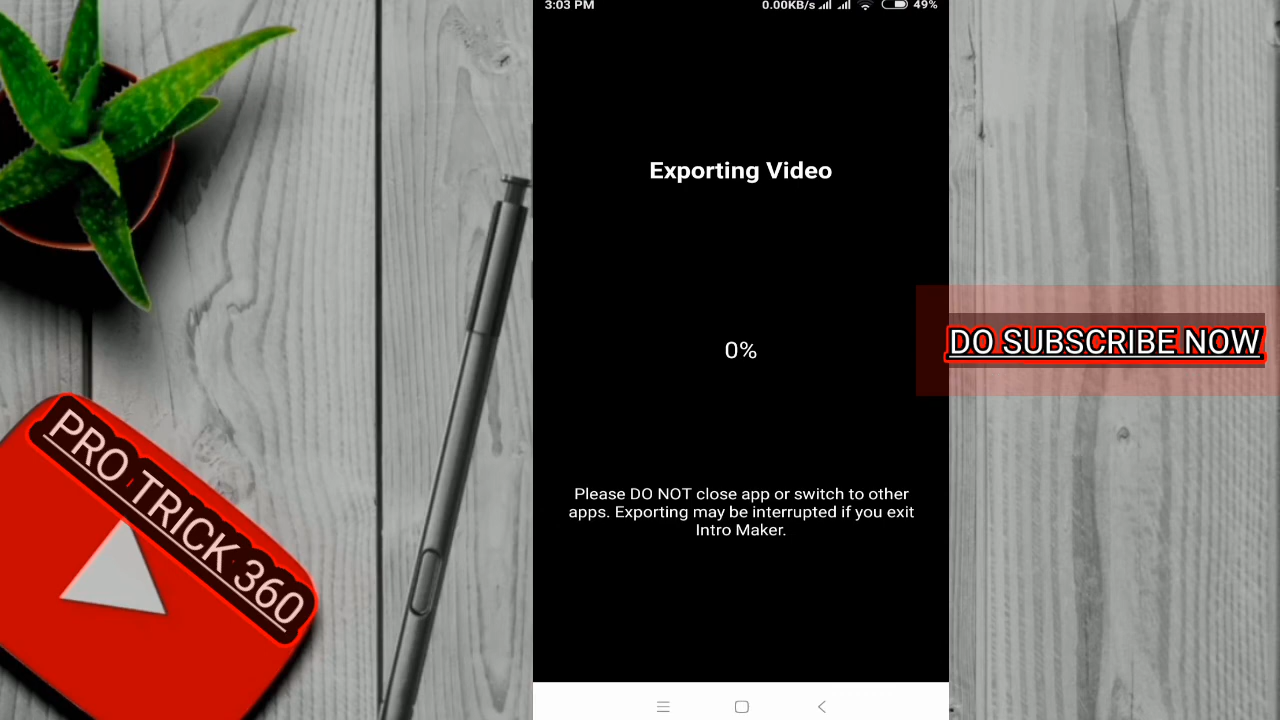 3:03 PM
0.00KB/s
49%
Exporting Video
0%
Please DO NOT close app or switch to other
apps. Exporting may be interrupted if you exit
Intro Maker.
DO SUBSCRIBE NOW
PRO TRICK 360